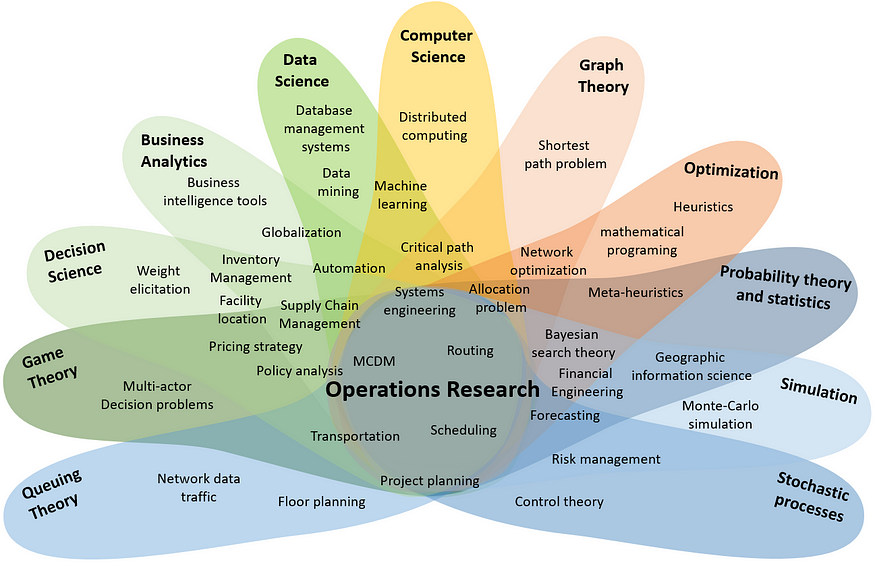 Computer
Science
Data
Science
Graph
Theory
Database
management
systems
Distributed
computing
Business
Analytics
Shortest
path problem
Optimization
Business
intelligence tools
Data
mining
Machine
learning
Heuristics
Globalization
mathematical
programing
Decision
Science
Weight
elicitation
Inventory
Management
Automation
Critical path
analysis
Network
optimization
Probability theory
and statistics
Facility
location
Supply Chain
Management
Systems
engineering
Allocation
problem
Meta-heuristics
Game
Theory
Pricing strategy
Policy analysis
MCDM
Routing
Bayesian
search theory
Geographic
information science
Financial
Engineering
Simulation
Multi-actor
Decision problems
Operations Research
Forecasting
Monte-Carlo
simulation
Transportation
Scheduling
Risk management
Queuing
Theory
Network data
traffic
Floor planning
Project planning
Control theory
Stochastic
processes